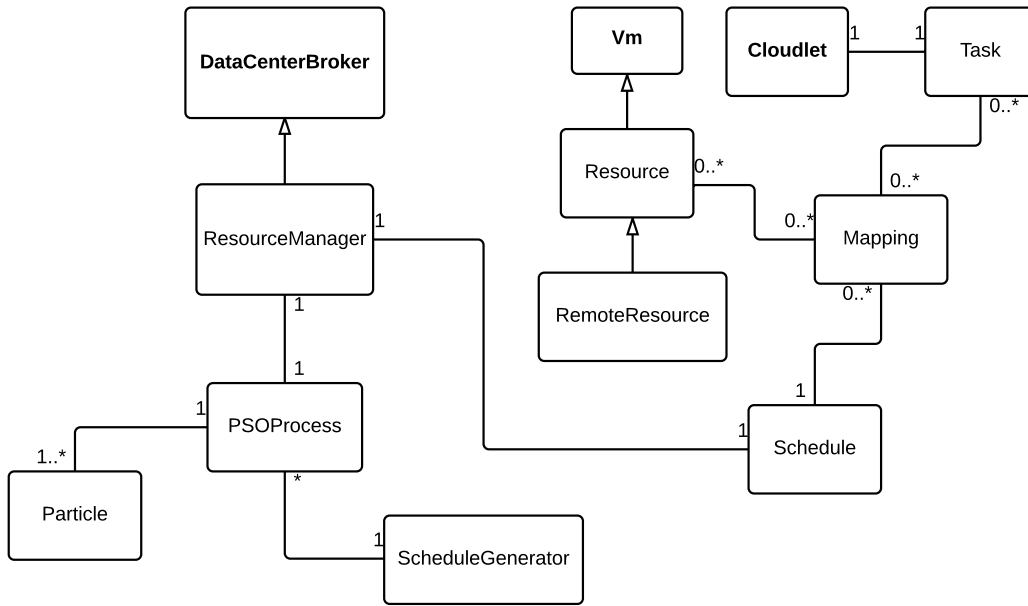 DataCenterBroker
Vm
Cloudlet
1
1
Task
0..*
Resource
0..*
0..*
0..*
Mapping
0..*
ResourceManager
1
1
RemoteResource
1
1
PSOProcess
1
1..*
*
Particle
1
ScheduleGenerator
1
Schedule